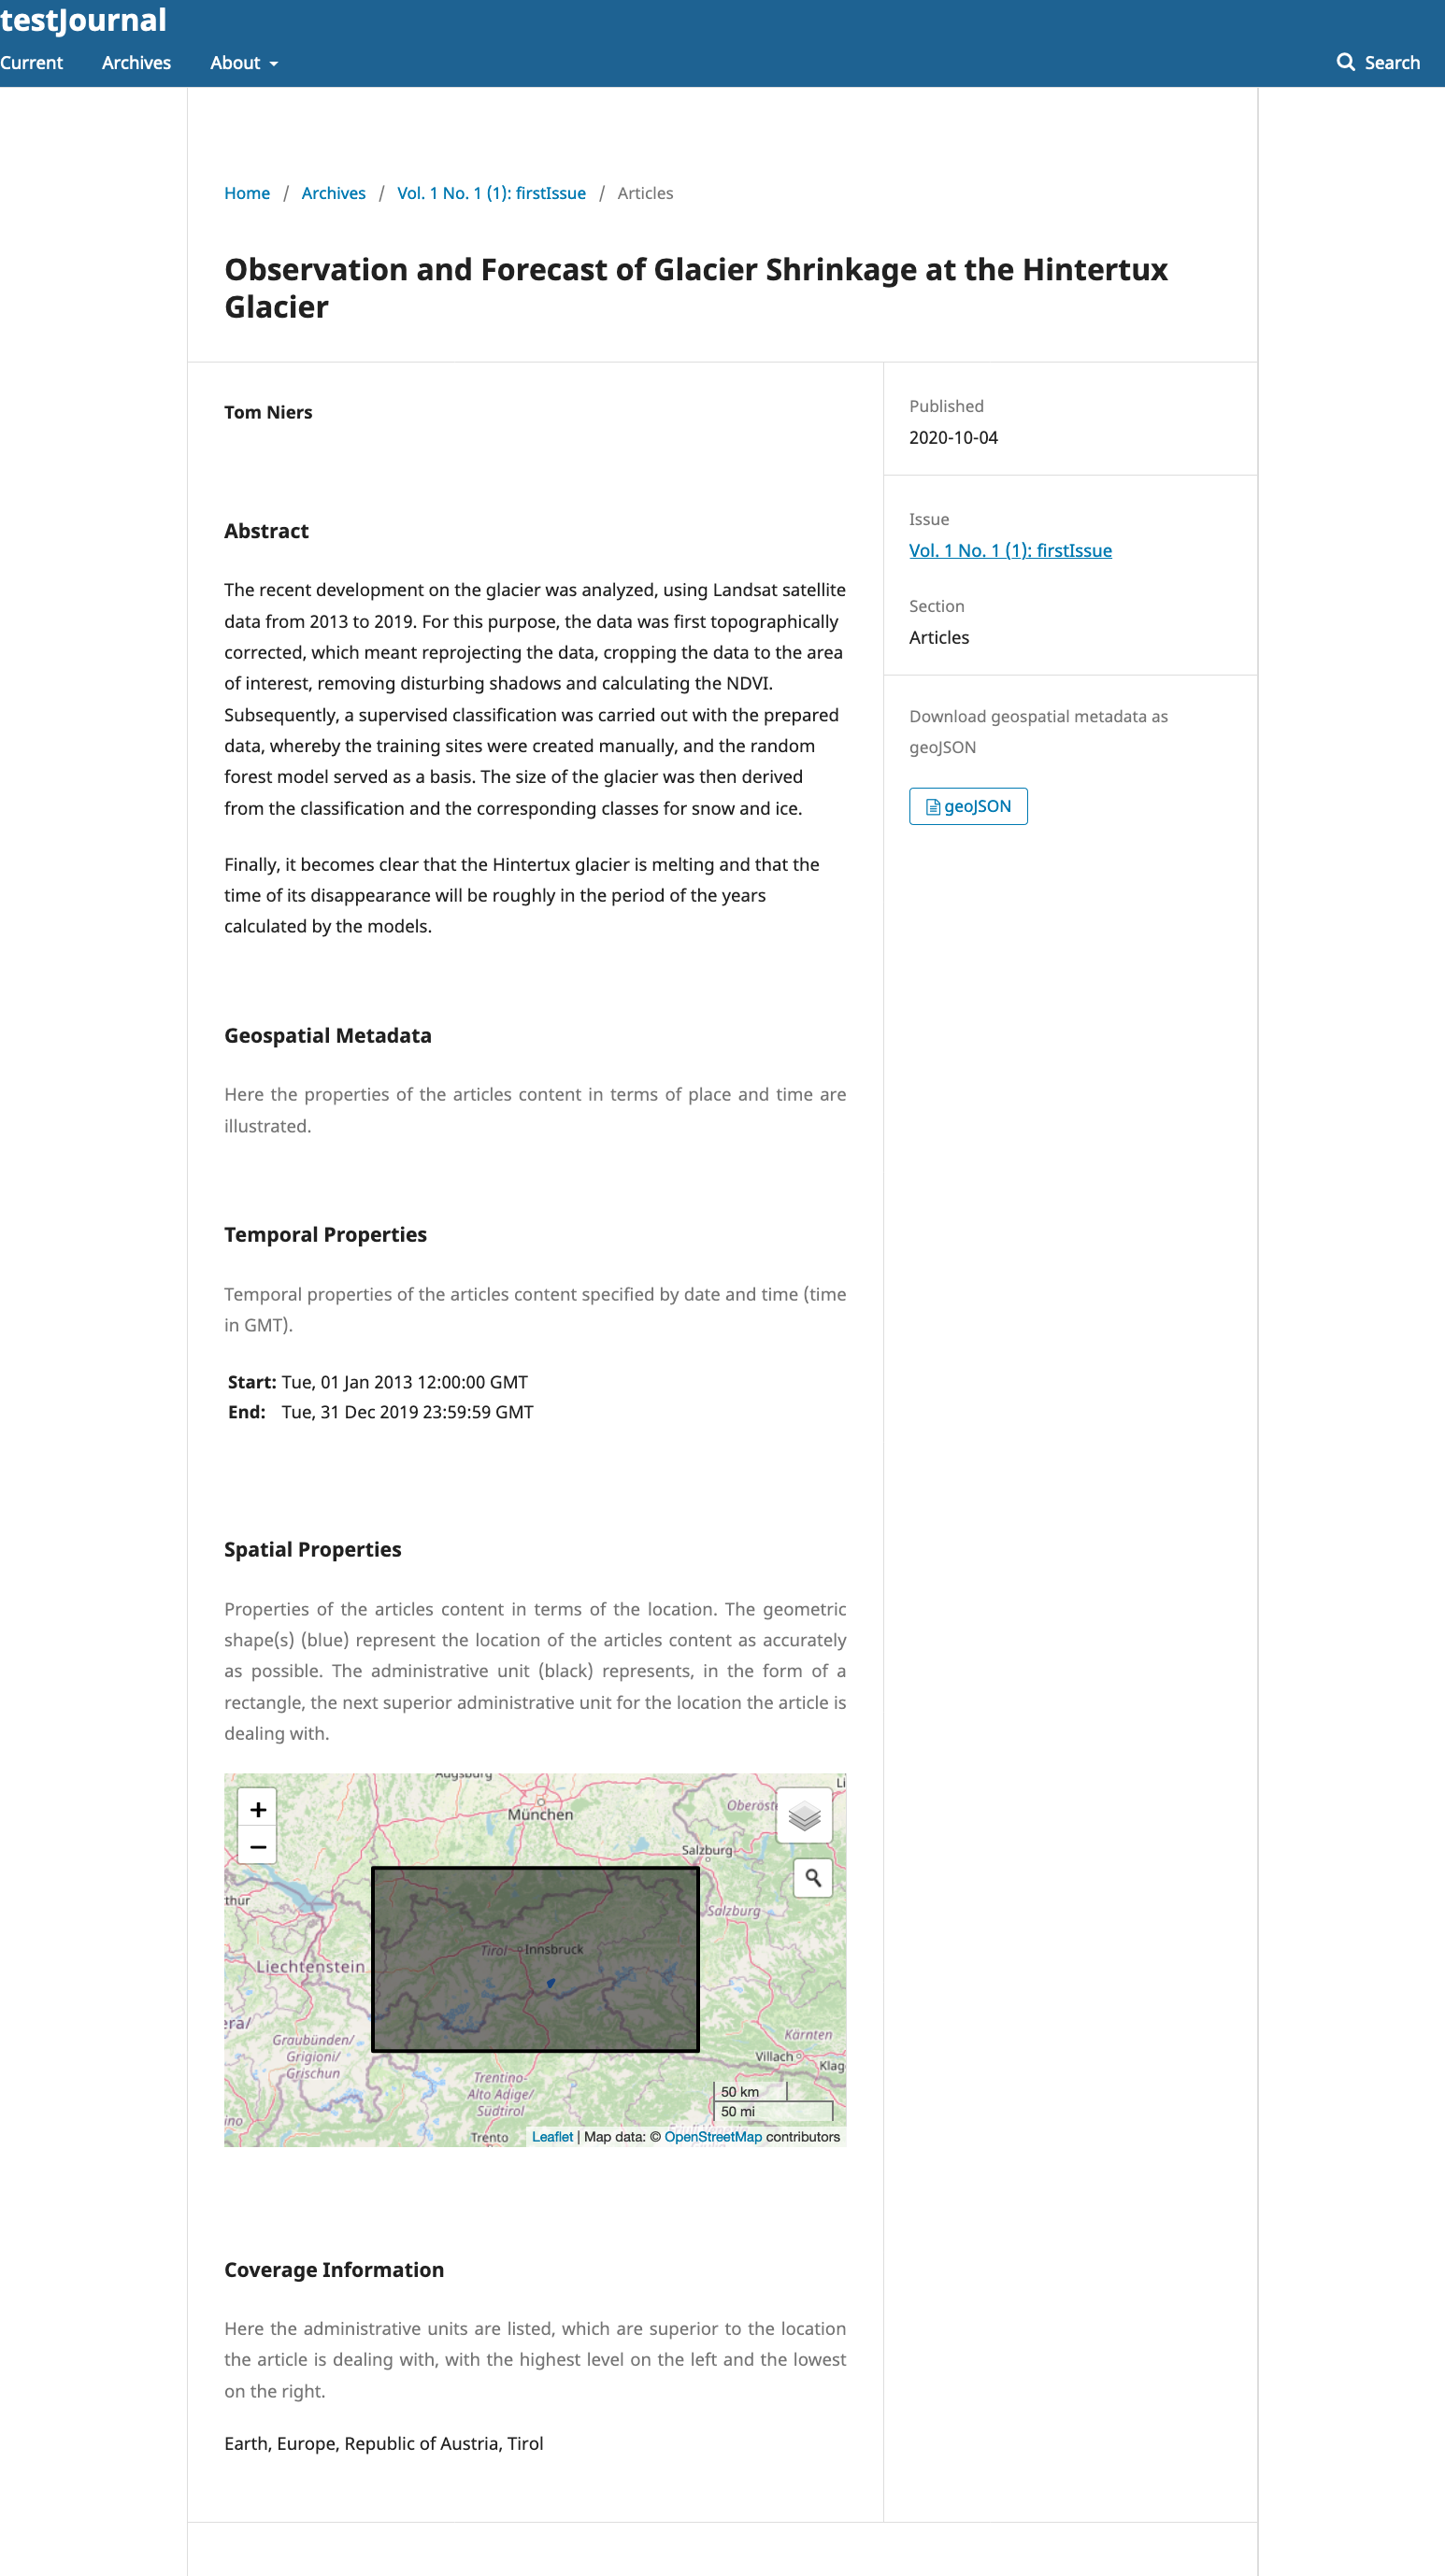 testJournal
Current Archives About Search
Home / Archives / Vol. 1 No. 1 (1): firstIssue / Articles
Observation and Forecast of Glacier Shrinkage at the Hintertux
Glacier
Tom Niers
Abstract
The recent development on the glacier was analyzed, using Landsat satellite
data from 2013 to 2019. For this purpose, the data was first topographically
corrected, which meant reprojecting the data, cropping the data to the area
of interest, removing disturbing shadows and calculating the NDVI.
Subsequently, a supervised classification was carried out with the prepared
data, whereby the training sites were created manually, and the random
forest model served as a basis. The size of the glacier was then derived
from the classification and the corresponding classes for snow and ice.
Finally, it becomes clear that the Hintertux glacier is melting and that the
time of its disappearance will be roughly in the period of the years
calculated by the models.
Geospatial Metadata
Here the properties of the articles content in terms of place and time are
illustrated.
Temporal Properties
Temporal properties of the articles content specified by date and time (time
in GMT).
Start: Tue, 01 Jan 2013 12:00:00 GMT
End: Tue, 31 Dec 2019 23:59:59 GMT
Spatial Properties
Properties of the articles content in terms of the location. The geometric
shape(s) (blue) represent the location of the articles content as accurately
as possible. The administrative unit (black) represents, in the form of a
rectangle, the next superior administrative unit for the location the article is
dealing with.
+
−
Augsburg
München
Li
Oberöste
Salzburg
thur
Salzburg
Tirol Innsbruck
Liechtenstein
era/
Graubünden/
Grigioni/
Grischun
Kärnten
Villach
Klag
Trentino-
Alto Adige/
Südtirol
ino
Trento
50 km
50 mi
Leaflet | Map data: © OpenStreetMap contributors
Coverage Information
Here the administrative units are listed, which are superior to the location
the article is dealing with, with the highest level on the left and the lowest
on the right.
Earth, Europe, Republic of Austria, Tirol
Published
2020-10-04
Issue
Vol. 1 No. 1 (1): firstIssue
Section
Articles
Download geospatial metadata as
geoJSON
geoJSON